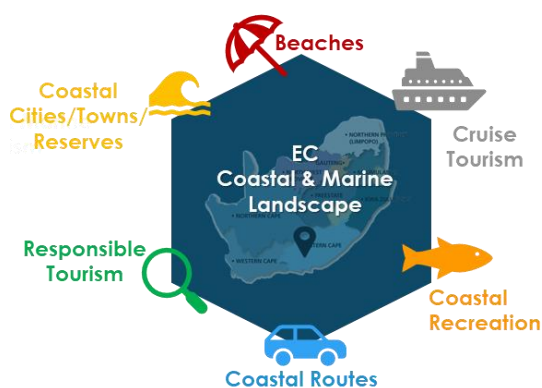 Beaches
Coastal
Cities/Towns/
Reserves
Cruise
Tourism
EC
Coastal & Marine
Landscape
• NORTHERN CAPE
• WESTERN CAPE
Responsible
Tourism
Coastal
Recreation
Coastal Routes